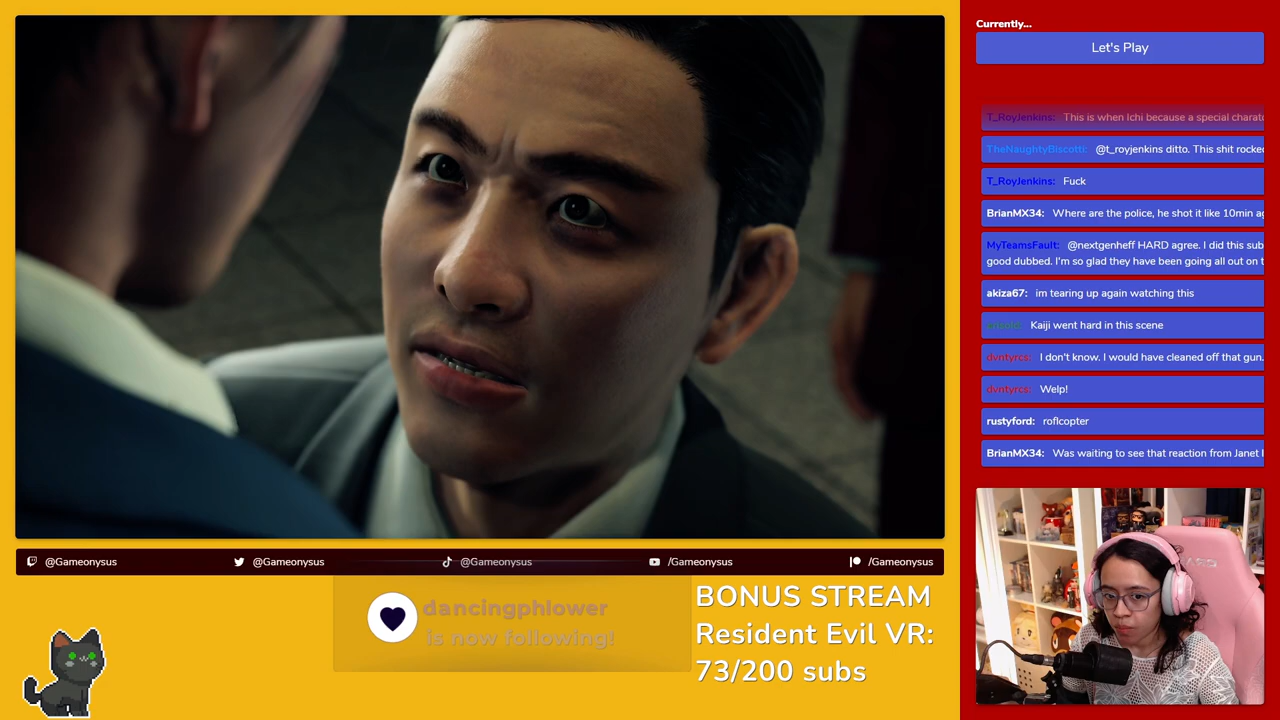 Currently...
Let's Play
T_RoyJenkins: This is when Ichi because a special charat
TheNaughtyBiscotti: @t_royjenkins ditto. This shit rocke
T_RoyJenkins: Fuck
BrianMX34: Where are the police, he shot it like 10min a
MyTeamsFault: @nextgenheff HARD agree. I did this sub
good dubbed. I'm so glad they have been going all out on t
akiza67: im tearing up again watching this
Kaiji went hard in this scene
dvntyrcs: I don't know. I would have cleaned off that gun.
dvntyrcs: Welp!
rustyford: roflcopter
BrianMX34: Was waiting to see that reaction from Janet
@Gameonysus @Gameonysus @Gameonysus /Gameonysus /Gameonysus
dancingphlower
is now following!
BONUS STREAM
Resident Evil VR:
73/200 subs